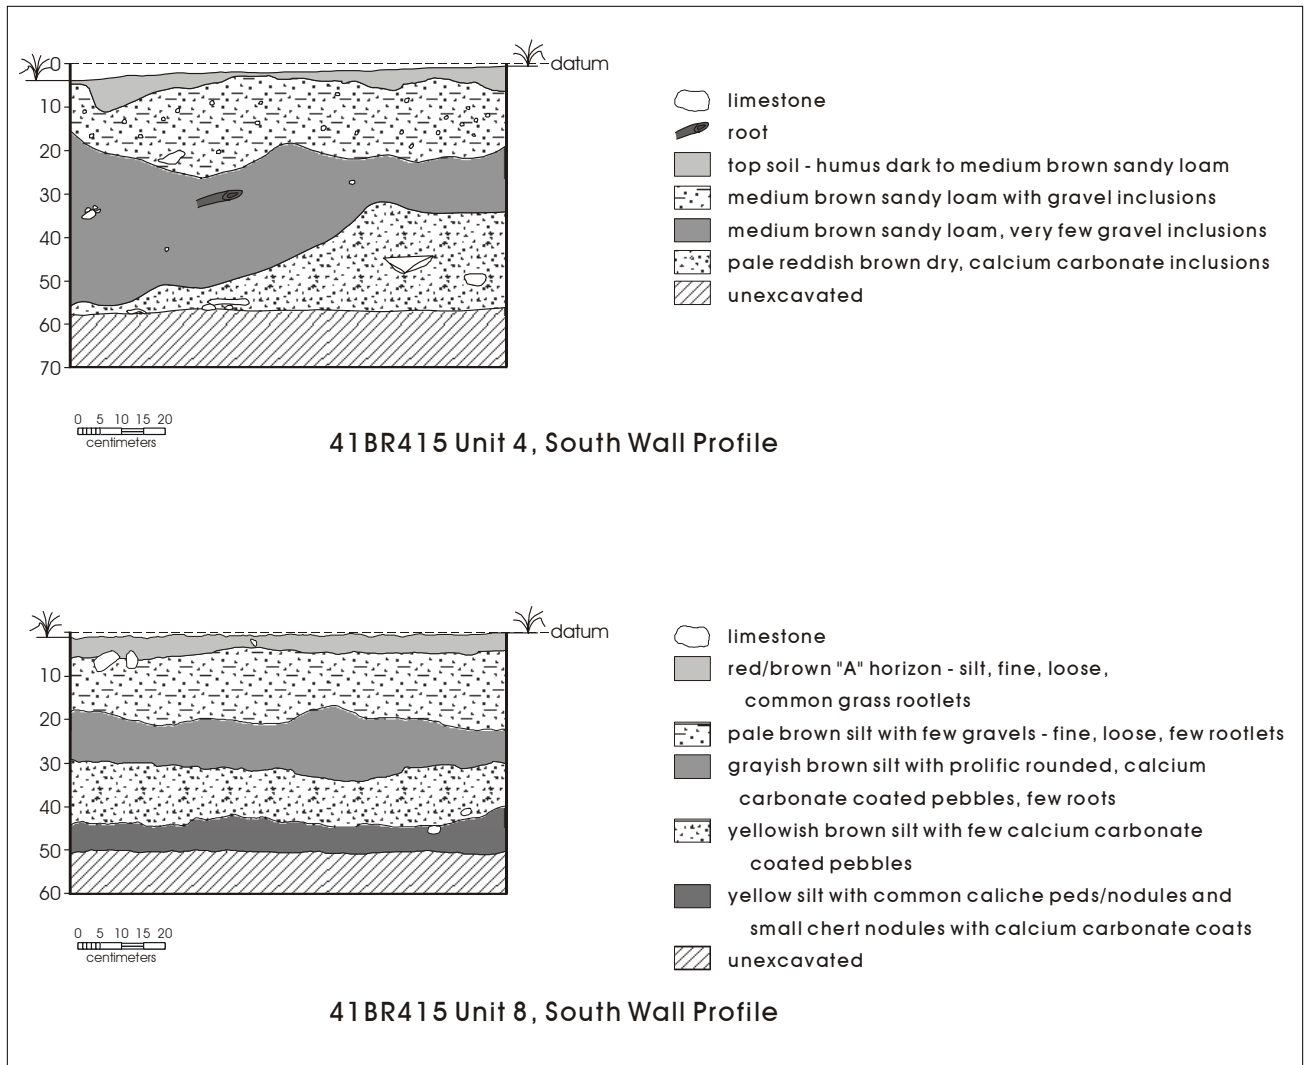 0
datum
10
20
30
40
50
60
70
limestone
root
top soil - humus dark to medium brown sandy loam
medium brown sandy loam with gravel inclusions
medium brown sandy loam, very few gravel inclusions
pale reddish brown dry, calcium carbonate inclusions
unexcavated
0 5 10 15 20
centimeters
41BR415 Unit 4, South Wall Profile
datum
10
20
30
40
50
60
limestone
red/brown "A" horizon - silt, fine, loose,
common grass rootlets
pale brown silt with few gravels - fine, loose, few rootlets
grayish brown silt with prolific rounded, calcium
carbonate coated pebbles, few roots
yellowish brown silt with few calcium carbonate
coated pebbles
yellow silt with common caliche peds/nodules and
small chert nodules with calcium carbonate coats
unexcavated
0 5 10 15 20
centimeters
41BR415 Unit 8, South Wall Profile